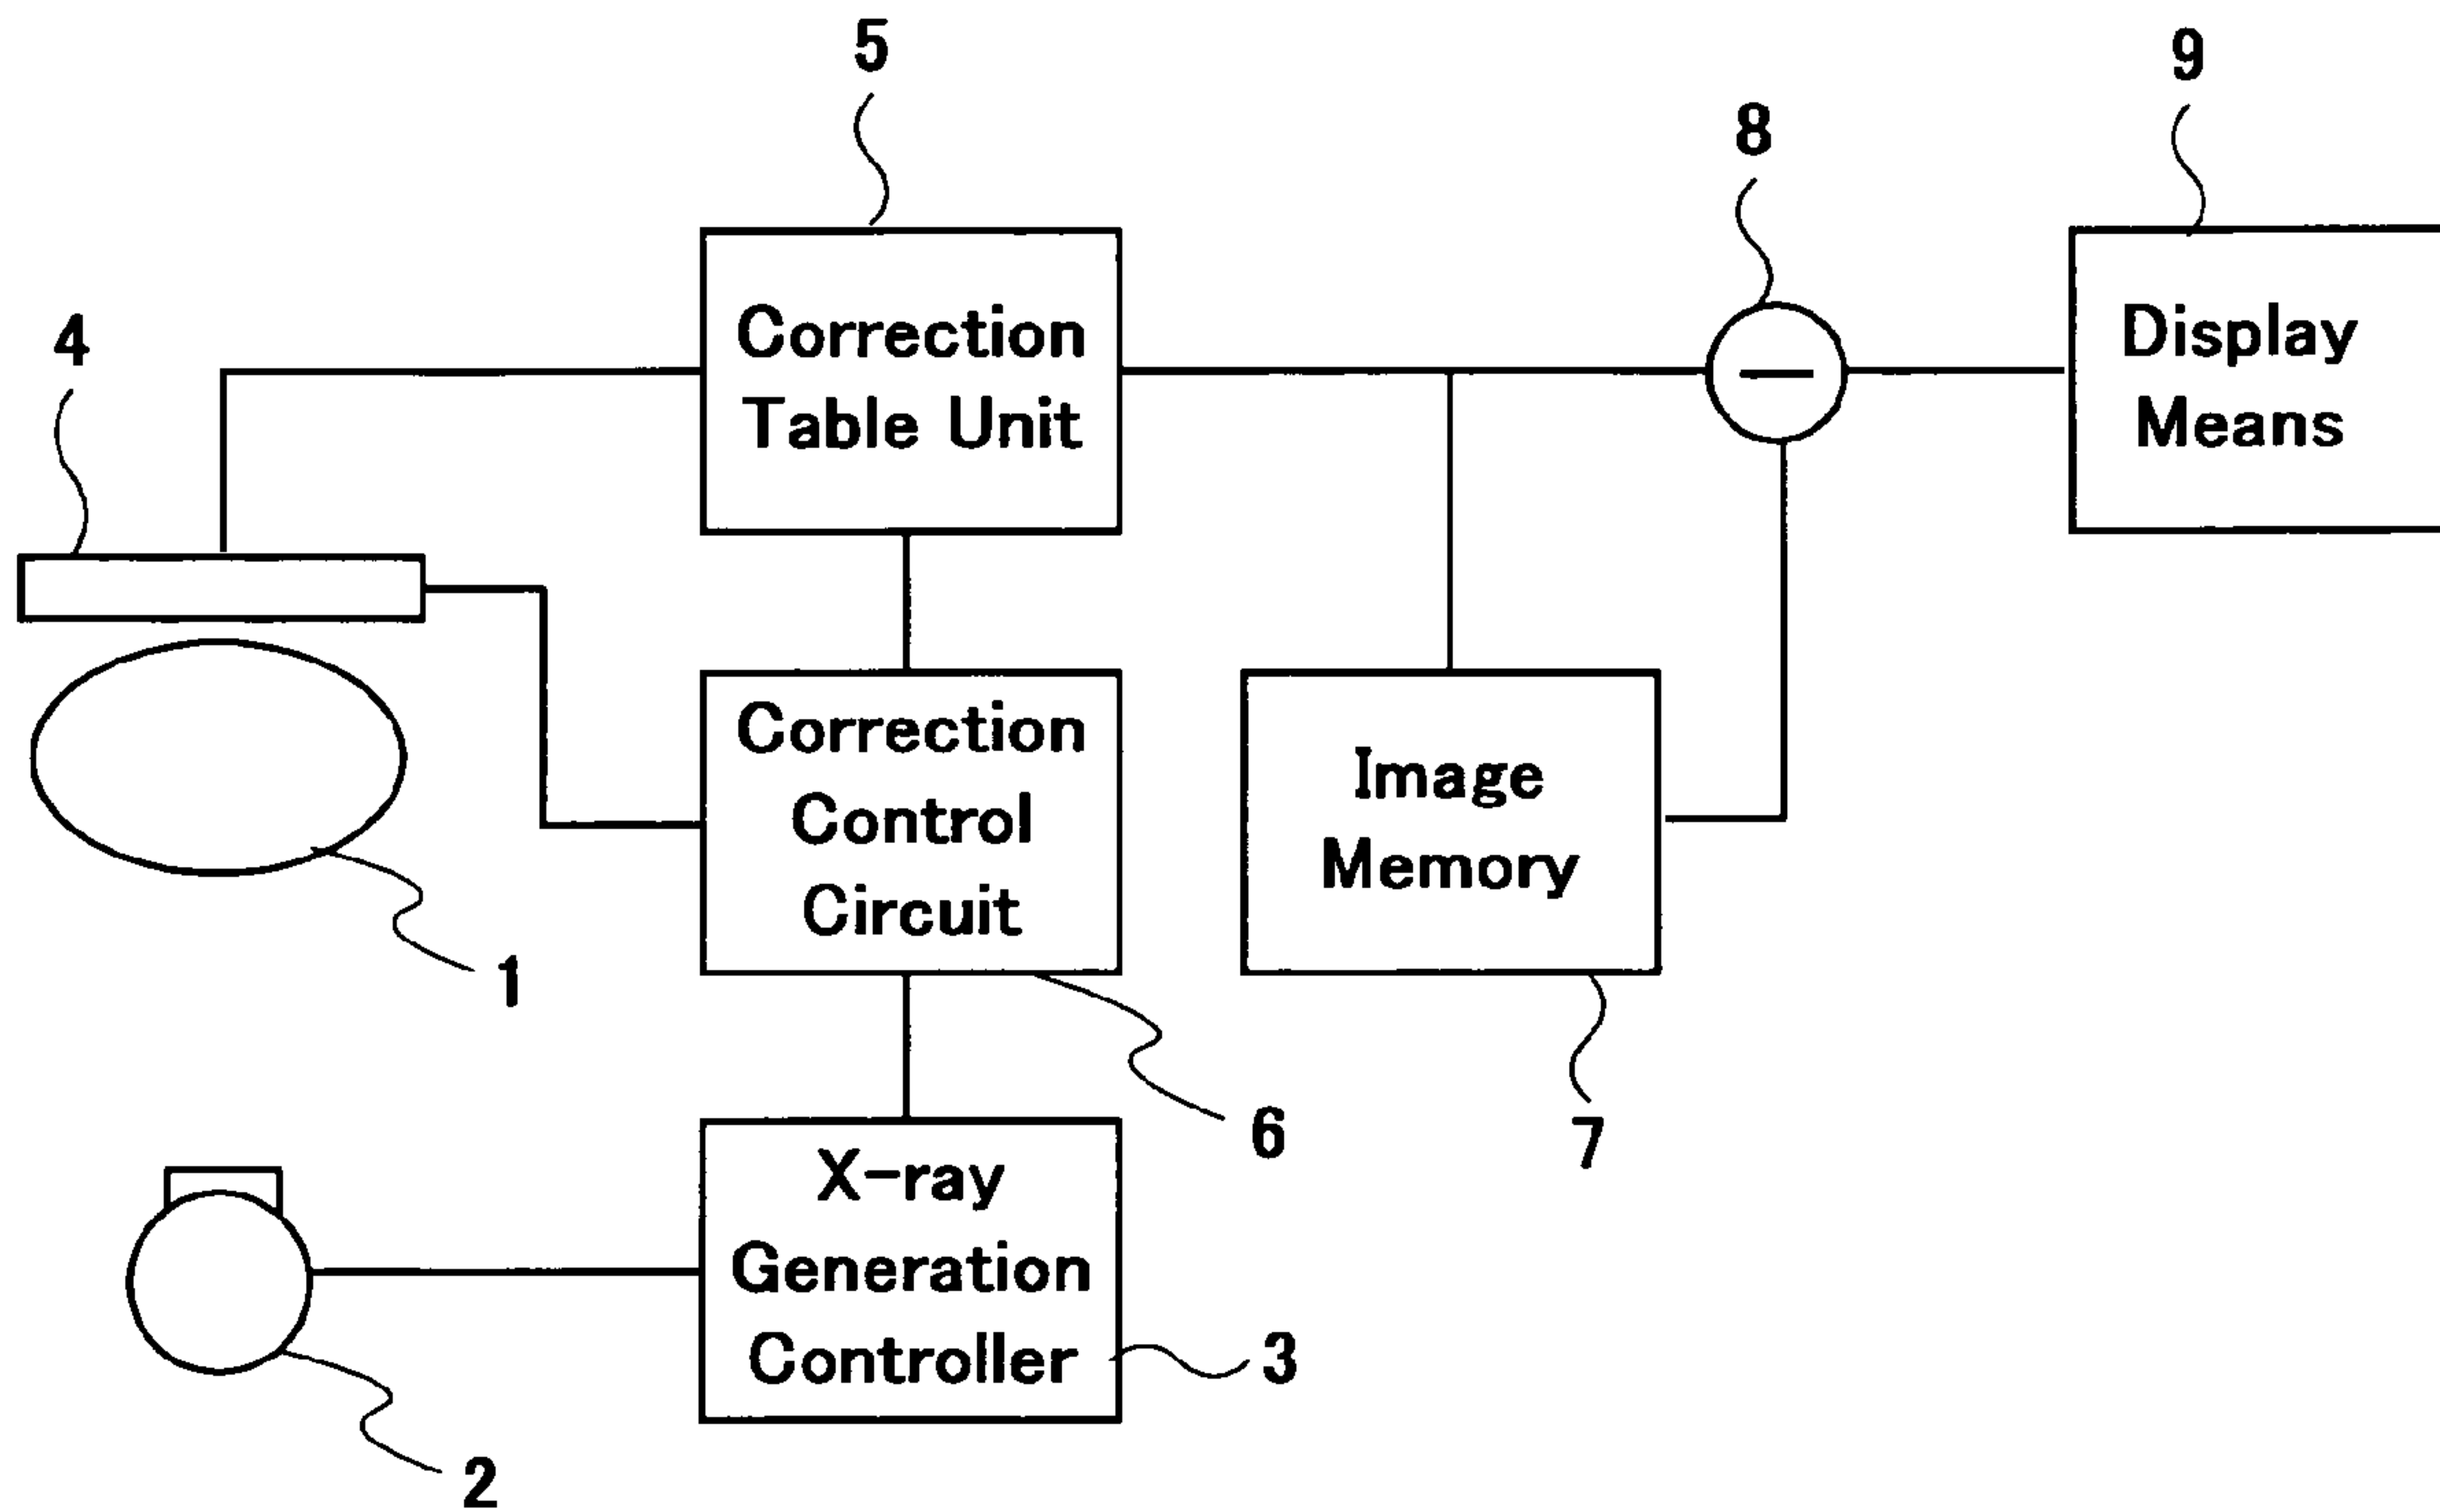 5
9
8
4
Correction
Table Unit
Display
Means
Correction
Control
Circuit
Image
Memory
1
6
7
X-ray
Generation
Controller
3
2